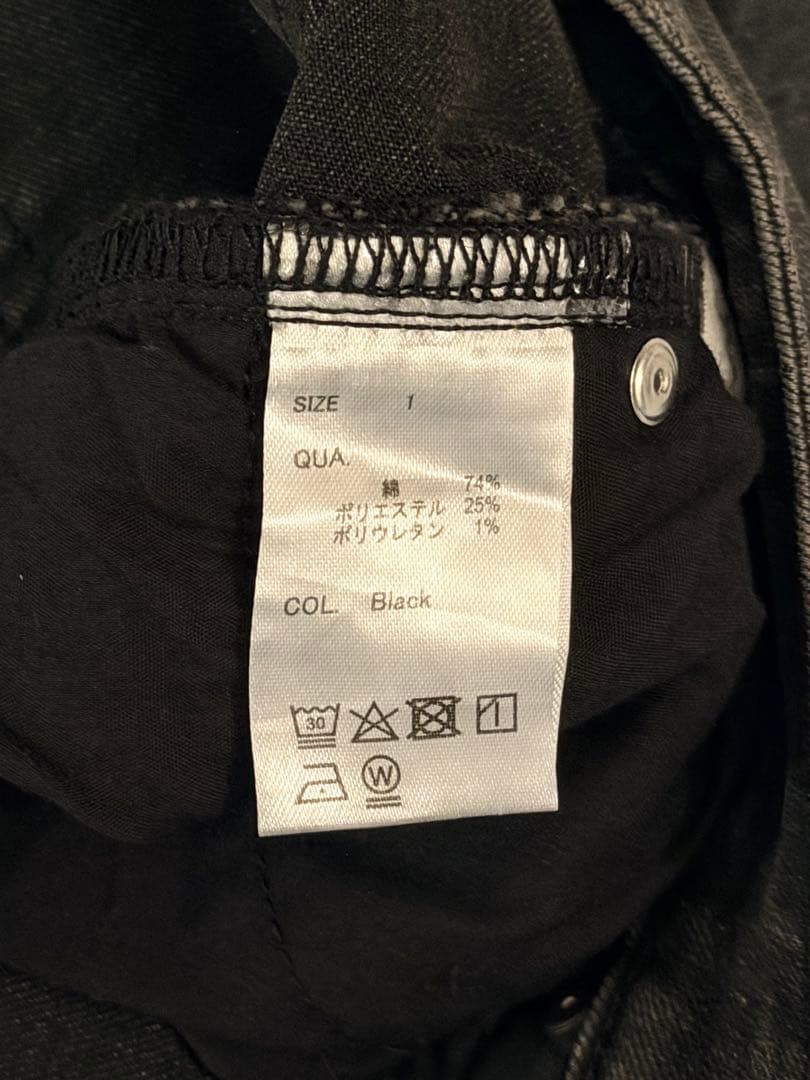 SIZE 1
QUA.
綿 74%
ポリエステル 25%
ポリウレタン 1%
COL. Black
30
W